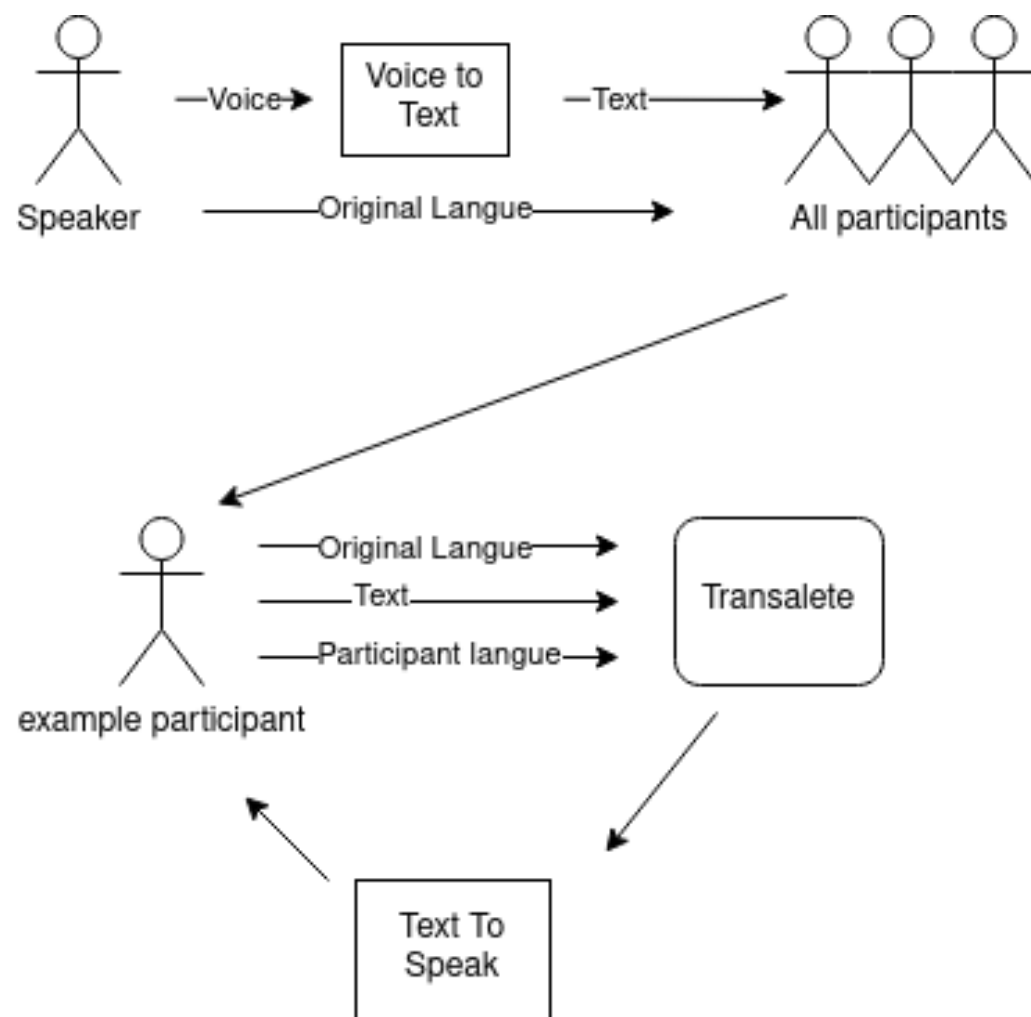 Voice
Voice to
Text
Text
Speaker
Original Langue
All participants
Original Langue
Text
Participant langue
Transalete
example participant
Text To
Speak